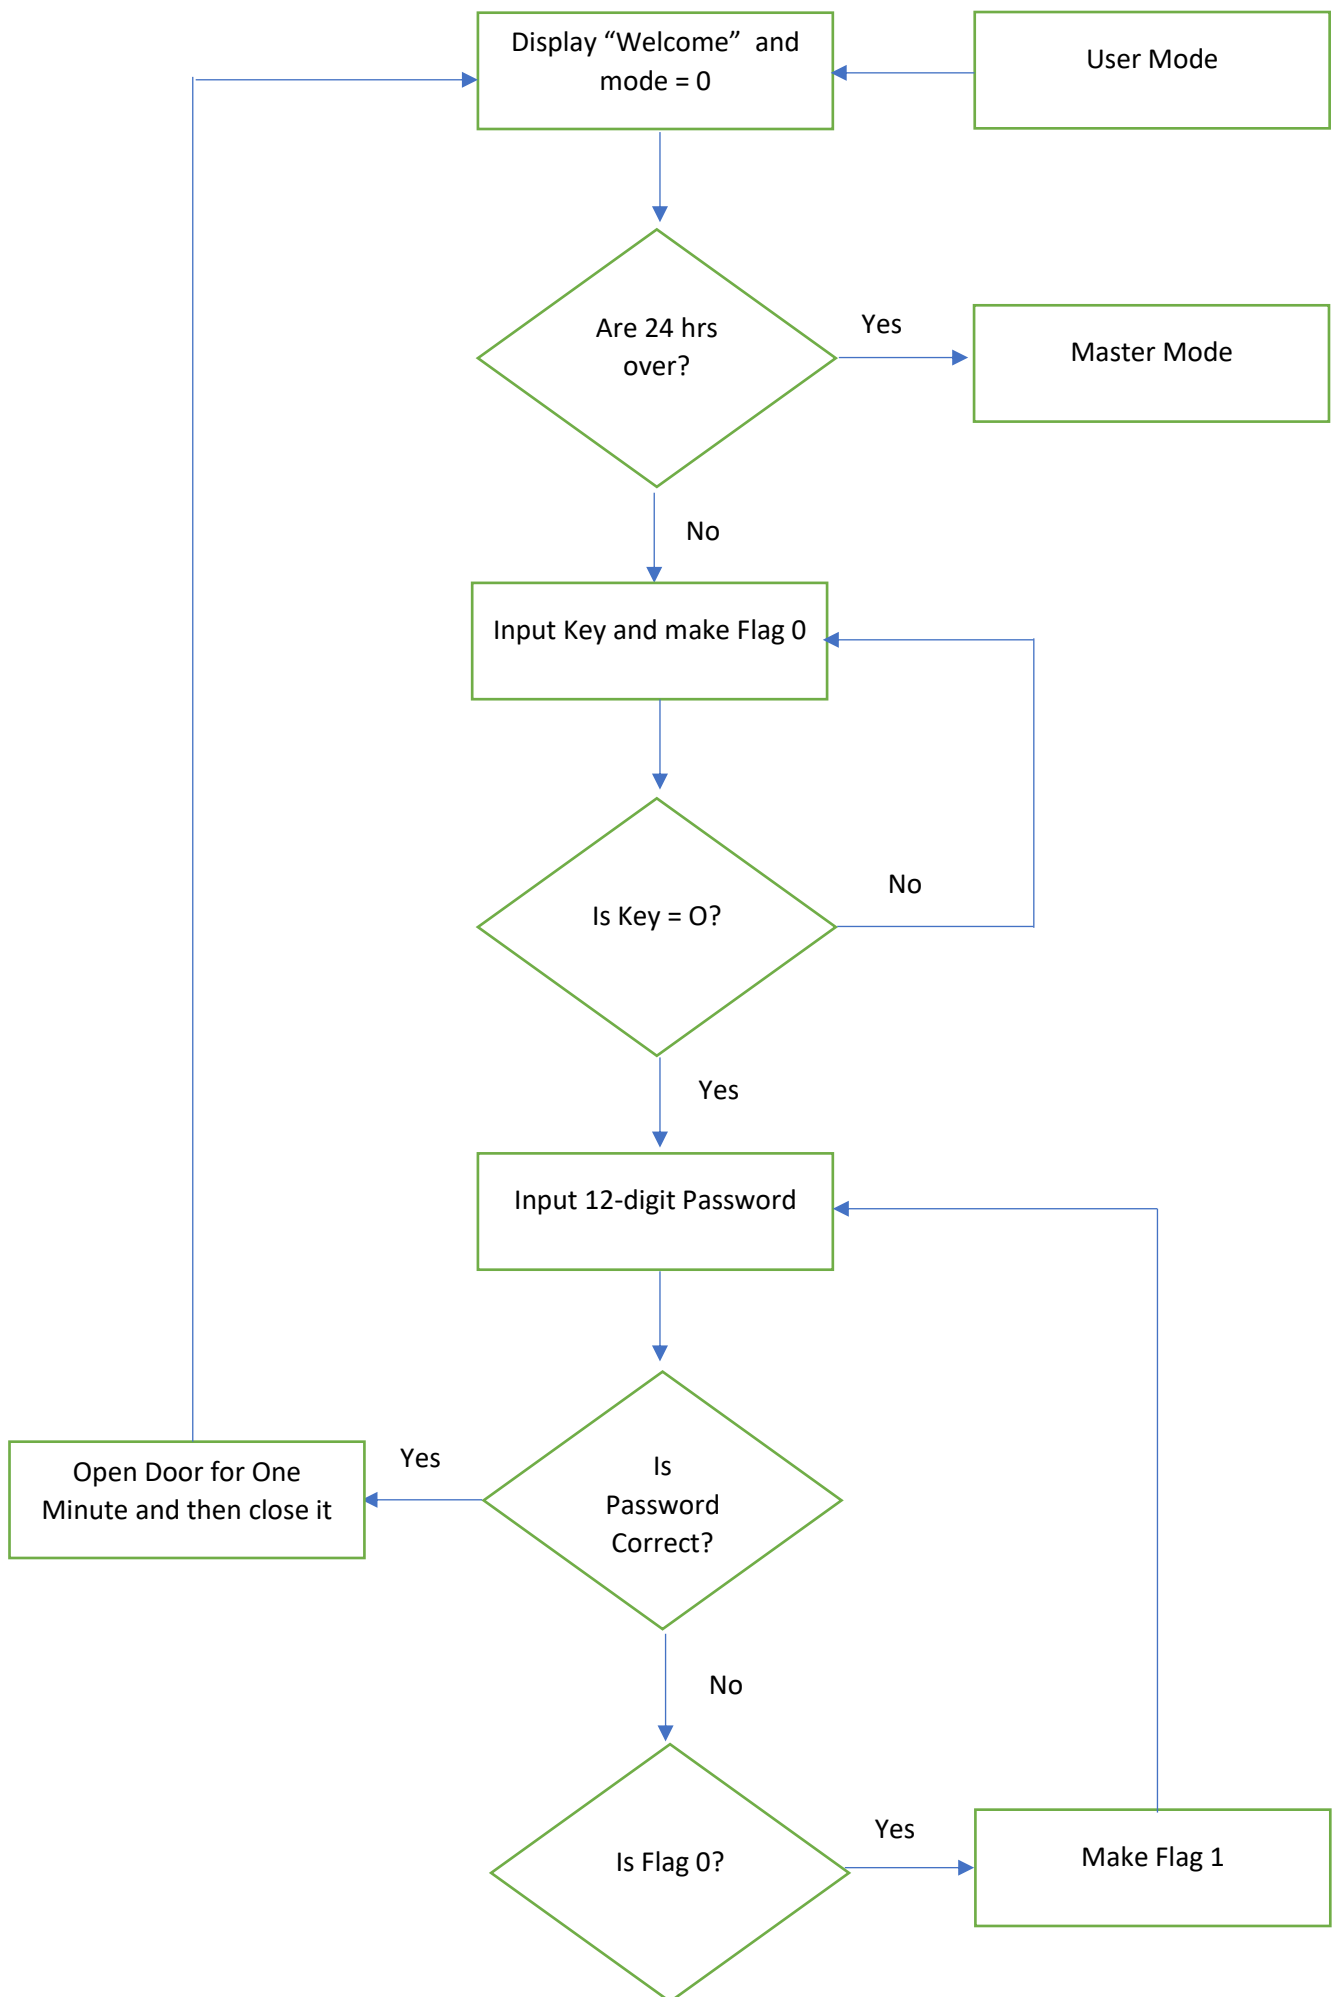 Display “Welcome”  and
mode = 0
User Mode
Are 24 hrs
over?
Yes
Master Mode
No
Input Key and make Flag 0
Is Key = O?
No
Yes
Input 12-digit Password
Is
Password
Correct?
Yes
Open Door for One
Minute and then close it
No
Is Flag 0?
Yes
Make Flag 1